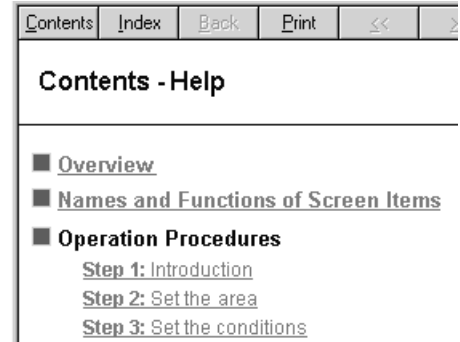 Contents Index Back Print <<
Contents - Help
Overview
Names and Functions of Screen Items
Operation Procedures
Step 1: Introduction
Step 2: Set the area
Step 3: Set the conditions